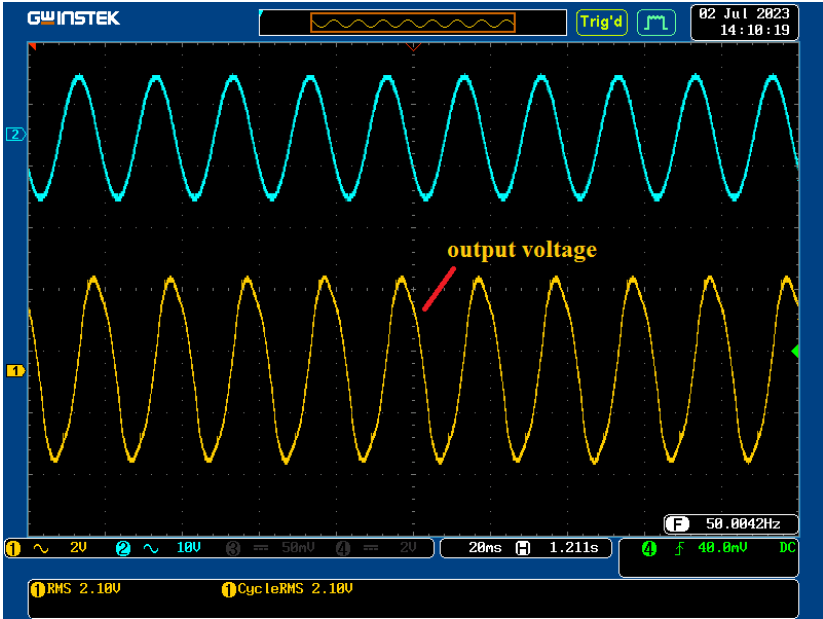 GWINSTEK
Trig'd
02 Jul 2023
14:10:19
2
output voltage
1
F 50.0042Hz
1 2V 2 10V 3 50mV 4 2V
20ms H 1.211s
4 40.0mV DC
1 RMS 2.10V 1 CycleRMS 2.10V